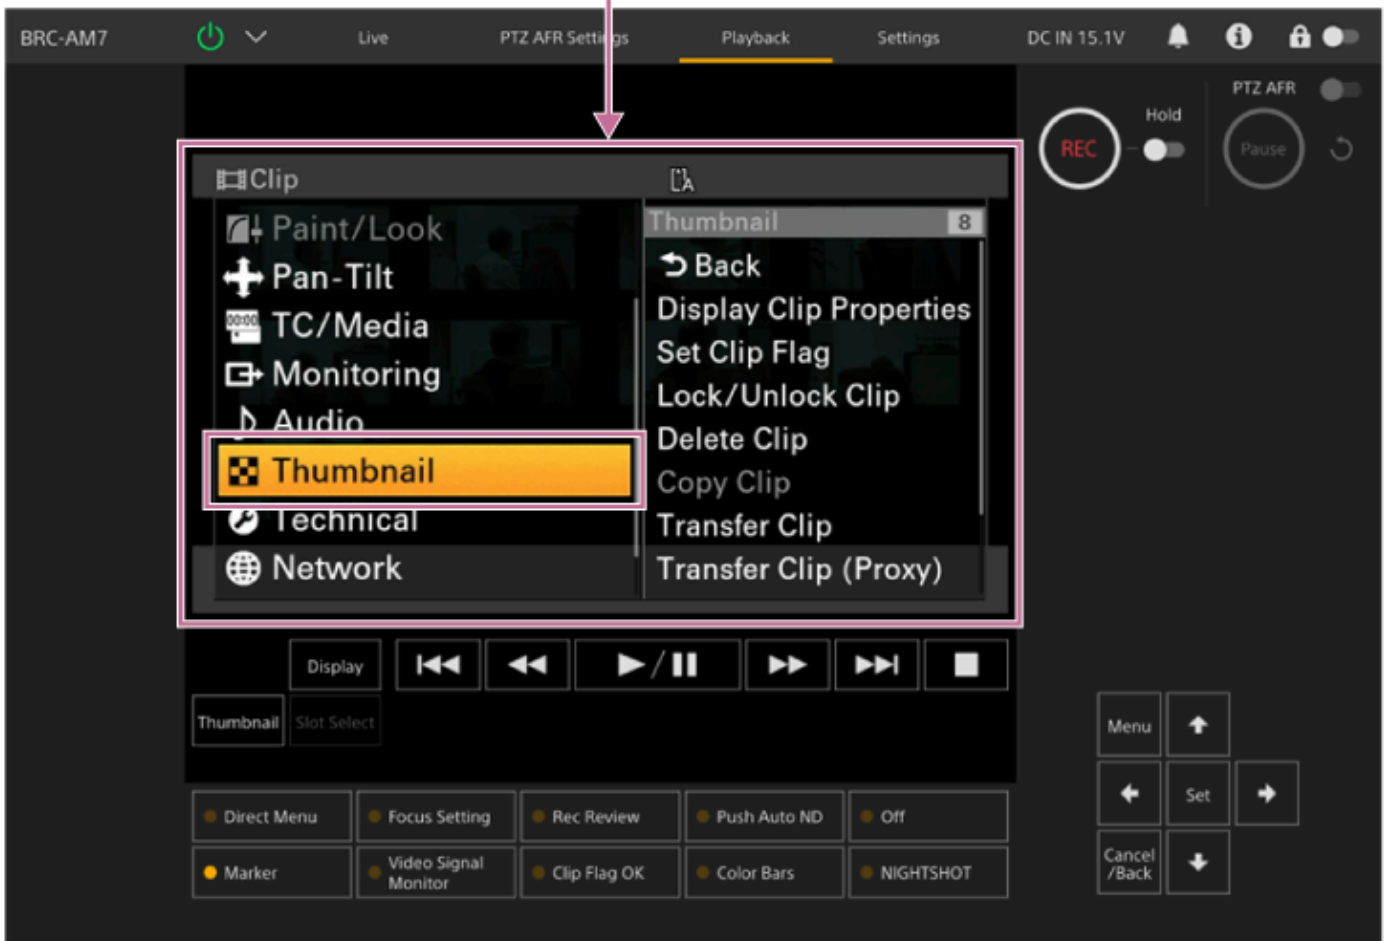 BRC-AM7 Live PTZ AFR Settings Playback Settings DC IN 15.1V
PTZ AFR
Hold
REC Pause
Clip A
Paint/Look
Pan-Tilt
00:00 TC/Media
Monitoring
Audio
Thumbnail
Technical
Network
Thumbnail 8
Back
Display Clip Properties
Set Clip Flag
Lock/Unlock Clip
Delete Clip
Copy Clip
Transfer Clip
Transfer Clip (Proxy)
Display
Thumbnail Slot Select
Direct Menu Focus Setting Rec Review Push Auto ND Off
Marker Video Signal Monitor Clip Flag OK Color Bars NIGHTSHOT
Menu
Set
Cancel
/Back